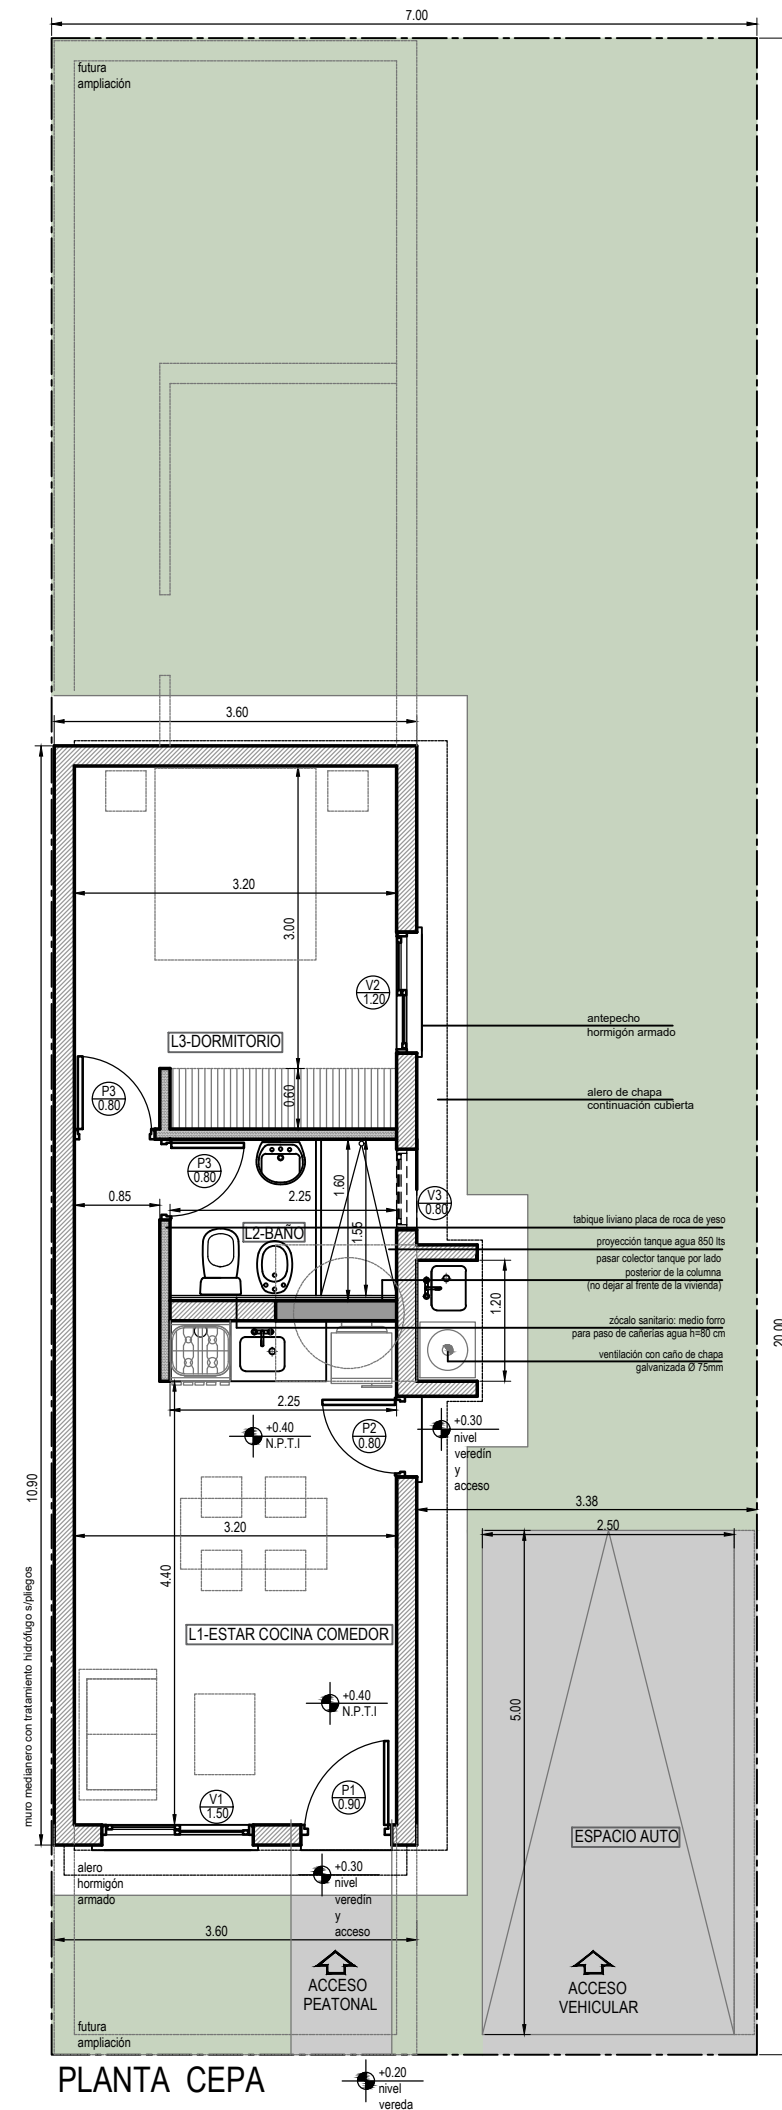 7.00
futura
ampliación
3.60
3.20
3.00
V2
1.20
antepecho
hormigón armado
L3-DORMITORIO
0.60
alero de chapa
continuación cubierta
P3
0.80
P3
0.80
0.85
2.25
1.60
1.55
V3
0.80
L2-BAÑO
tabique liviano placa de roca de yeso
proyección tanque agua 850 lts
pasar colector tanque por lado
posterior de la columna
(no dejar al frente de la vivienda)
1.20
zócalo sanitario: medio forro
para paso de cañerías agua h=80 cm
20.00
ventilación con caño de chapa
galvanizada Ø 75mm
2.25
+0.40
N.P.T.I
P2
0.80
+0.30
nivel
veredín
y
acceso
10.90
3.38
2.50
3.20
4.40
muro medianero con tratamiento hidrófugo s/pliegos
L1-ESTAR COCINA COMEDOR
+0.40
N.P.T.I
5.00
V1
1.50
P1
0.90
ESPACIO AUTO
alero
hormigón
armado
+0.30
nivel
veredín
y
acceso
3.60
ACCESO
PEATONAL
ACCESO
VEHICULAR
futura
ampliación
PLANTA CEPA
+0.20
nivel
vereda